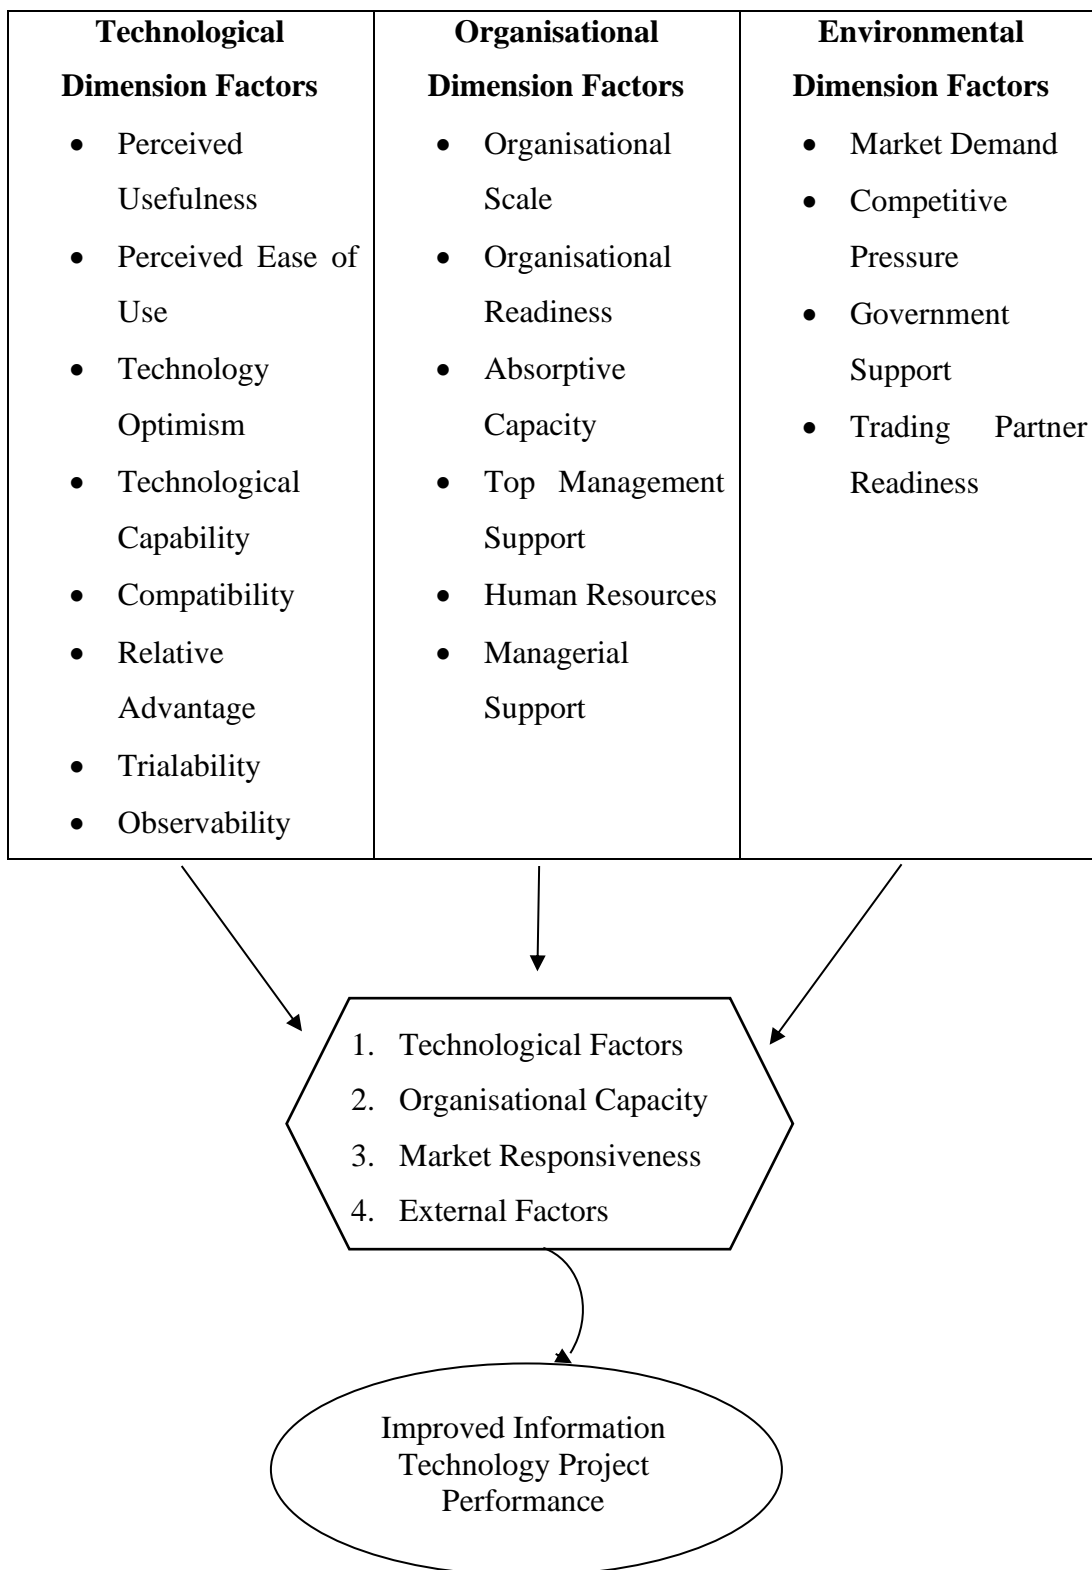 Technological
Dimension Factors
• Perceived
Usefulness
• Perceived Ease of
Use
• Technology
Optimism
• Technological
Capability
• Compatibility
• Relative
Advantage
• Trialability
• Observability
Organisational
Dimension Factors
• Organisational
Scale
• Organisational
Readiness
• Absorptive
Capacity
• Top Management
Support
• Human Resources
• Managerial
Support
Environmental
Dimension Factors
• Market Demand
• Competitive
Pressure
• Government
Support
• Trading Partner
Readiness
1. Technological Factors
2. Organisational Capacity
3. Market Responsiveness
4. External Factors
Improved Information
Technology Project
Performance